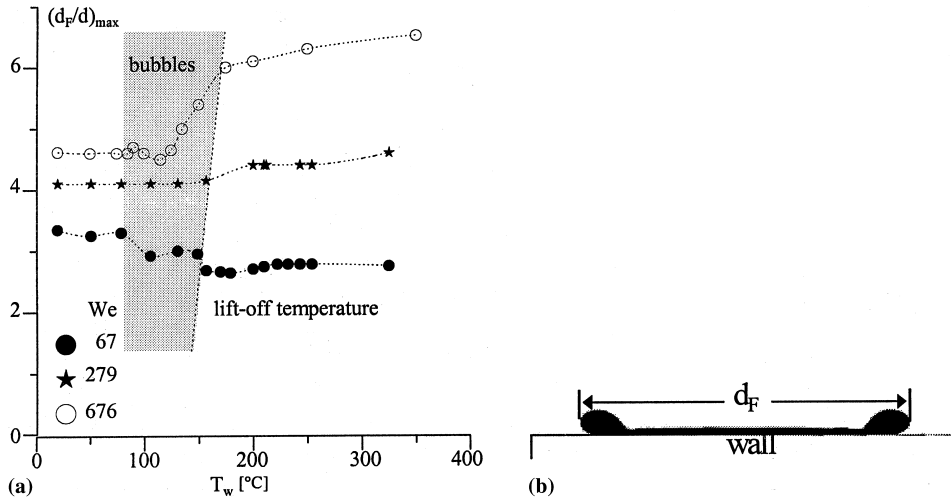 (d_F/d)_max
6
bubbles
4
2
lift-off temperature
We
67
279
676
0
0 100 200 300 400
(a)
T_w [°C]
d_F
wall
(b)